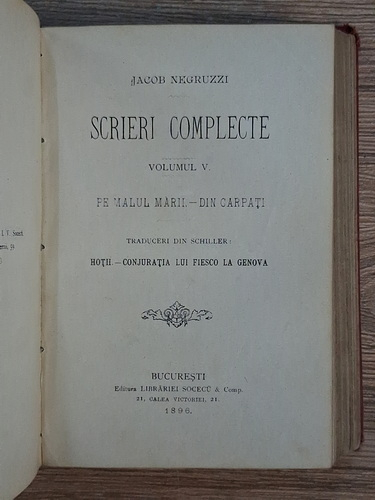 JACOB NEGRUZZI
SCRIERI COMPLECTE
VOLUMUL V.
PE MALUL MĂRII.—DIN CARPAȚI
TRADUCERI DIN SCHILLER:
HOȚII.—CONJURAȚIA LUI FIESCO LA GENOVA
BUCUREȘTI
Editura LIBRĂRIEI SOCECŬ & Comp.
21, CALEA VICTORIEI, 21.
1896.